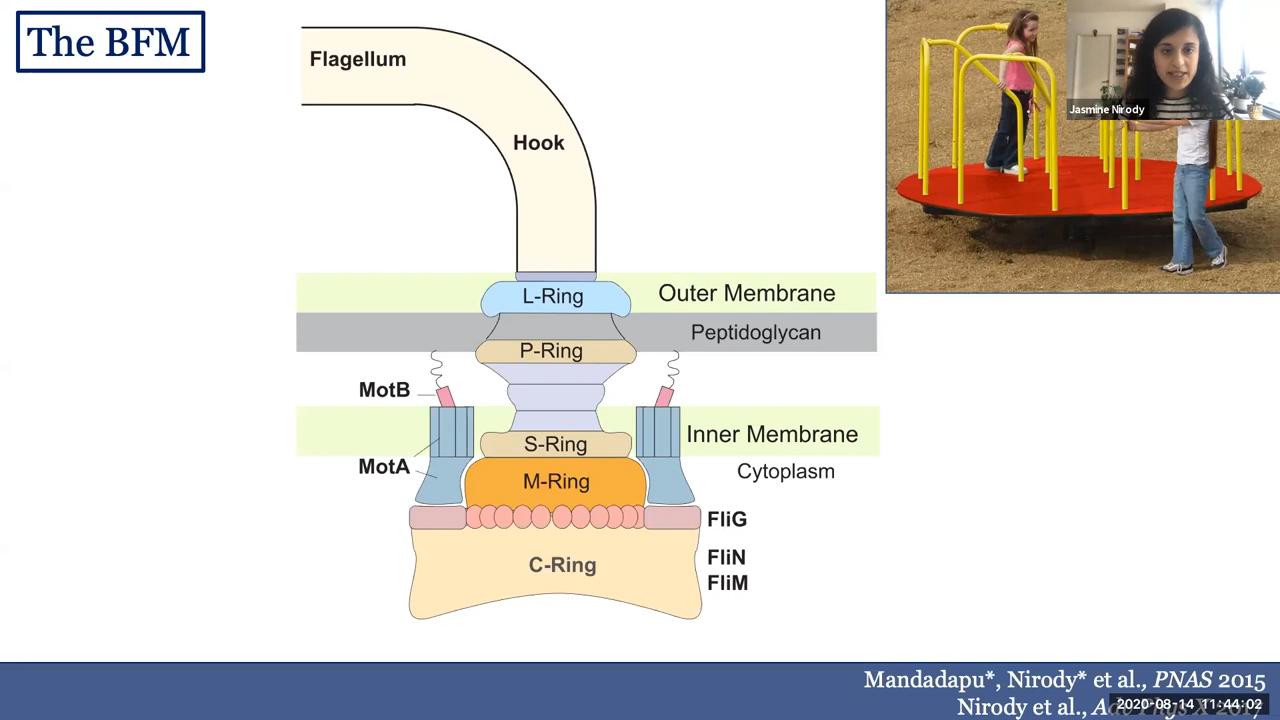 The BFM
Flagellum
Jasmine Nirody
Hook
L-Ring
Outer Membrane
Peptidoglycan
P-Ring
MotB
S-Ring
Inner Membrane
MotA
Cytoplasm
M-Ring
FliG
FliN
C-Ring
FliM
Mandadapu*, Nirody* et al., PNAS 2015
Nirody et al.,
2020-08-14 11:44:02